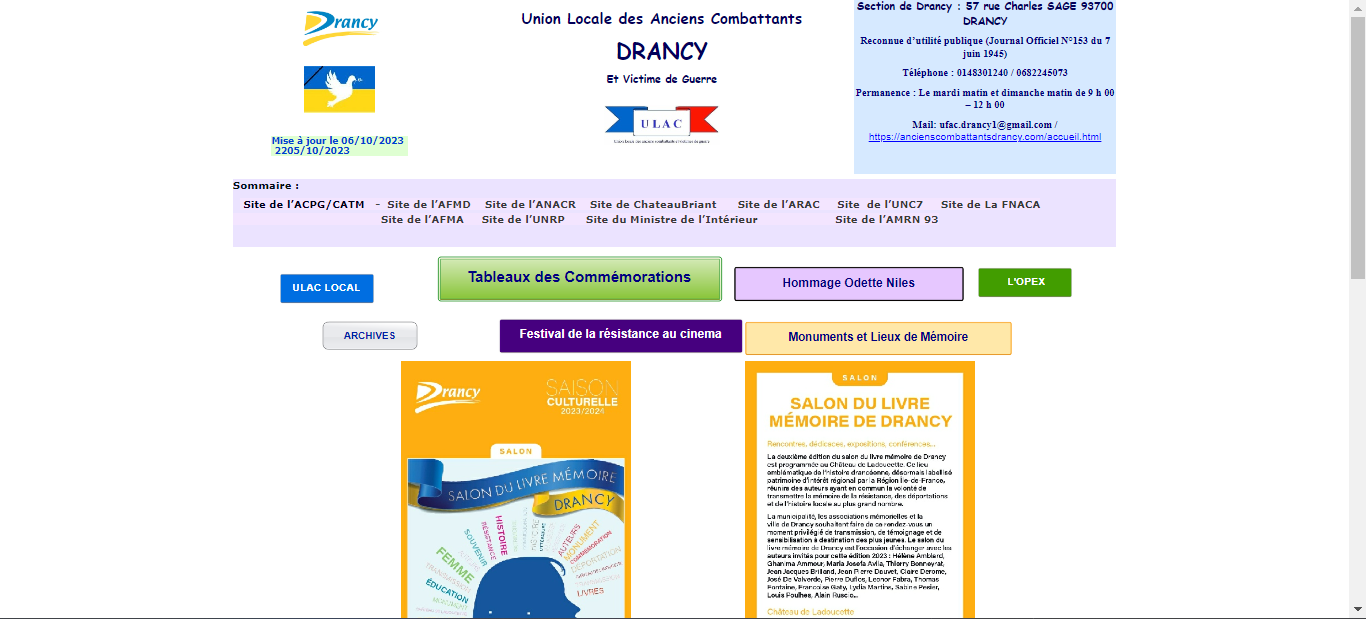 Drancy
Mise à jour le 06/10/2023
2205/10/2023
Union Locale des Anciens Combattants
DRANCY
Et Victime de Guerre
ULAC
Section de Drancy : 57 rue Charles SAGE 93700
DRANCY
Reconnue d’utilité publique (Journal Officiel N°153 du 7
juin 1945)
Téléphone : 0148301240 / 0682245073
Permanence : Le mardi matin et dimanche matin de 9 h 00
– 12 h 00
Mail: ufac.drancy1@gmail.com /
https://ancienscombattantsdrancy.com/accueil.html
Sommaire :
Site de l’ACPG/CATM - Site de l’AFMD Site de l’ANACR Site de ChateauBriant Site de l’ARAC Site de l’UNC7 Site de La FNACA
Site de l’AFMA Site de l’UNRP Site du Ministre de l’Intérieur Site de l’AMRN 93
ULAC LOCAL
Tableaux des Commémorations
Hommage Odette Niles
L'OPEX
ARCHIVES
Festival de la résistance au cinema
Monuments et Lieux de Mémoire
Drancy
SAISON
CULTURELLE
2023/2024
SALON
SALON DU LIVRE MÉMOIRE
DRANCY
HISTOIRE
RÉSISTANCE
SOUVENIR
FEMME
TRANSMISSION
ÉDUCATION
MONUMENT
AUTEURS
MONUMENT
COMMÉMORATION
DÉPORTATION
LIVRES
SALON
SALON DU LIVRE
MÉMOIRE DE DRANCY
Rencontres, dédicaces, expositions, conférences...
La deuxième édition du salon du livre mémoire de Drancy
est programmée au Château de Ladoucette. Ce lieu
emblématique de l'histoire drancéenne, désormais labellisé
patrimoine d'intérêt régional par la Région Ile-de-France,
réunira des auteurs ayant en commun la volonté de
transmettre la mémoire de la résistance, des déportations
et de l'histoire locale au plus grand nombre.
La municipalité, les associations mémorielles et la
ville de Drancy souhaitent faire de ce rendez-vous un
moment privilégié de transmission, de témoignage et de
sensibilisation à destination des plus jeunes. Le salon du
livre mémoire de Drancy est l'occasion d'échanger avec les
auteurs invités pour cette édition 2023 : Hélène Amblard,
Ghanima Ammour, Maria Josefa Avila, Thierry Bonneyrat,
Jean Jacques Brilland, Jean Pierre Dauvet, Claire Derome,
José De Valverde, Pierre Duflos, Leonor Fabra, Thomas
Fontaine, Françoise Gaty, Lydia Martins, Sabine Pesier,
Louis Poulhes, Alain Ruscio...
Château de Ladoucette